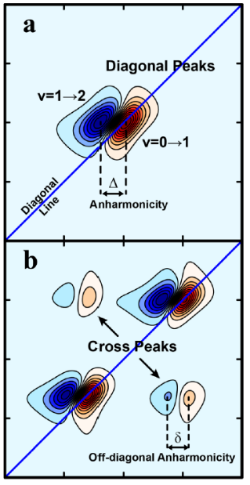 a
Diagonal Peaks
v=1→2
v=0→1
Diagonal
Line
Δ
Anharmonicity
b
Cross Peaks
δ
Off-diagonal Anharmonicity